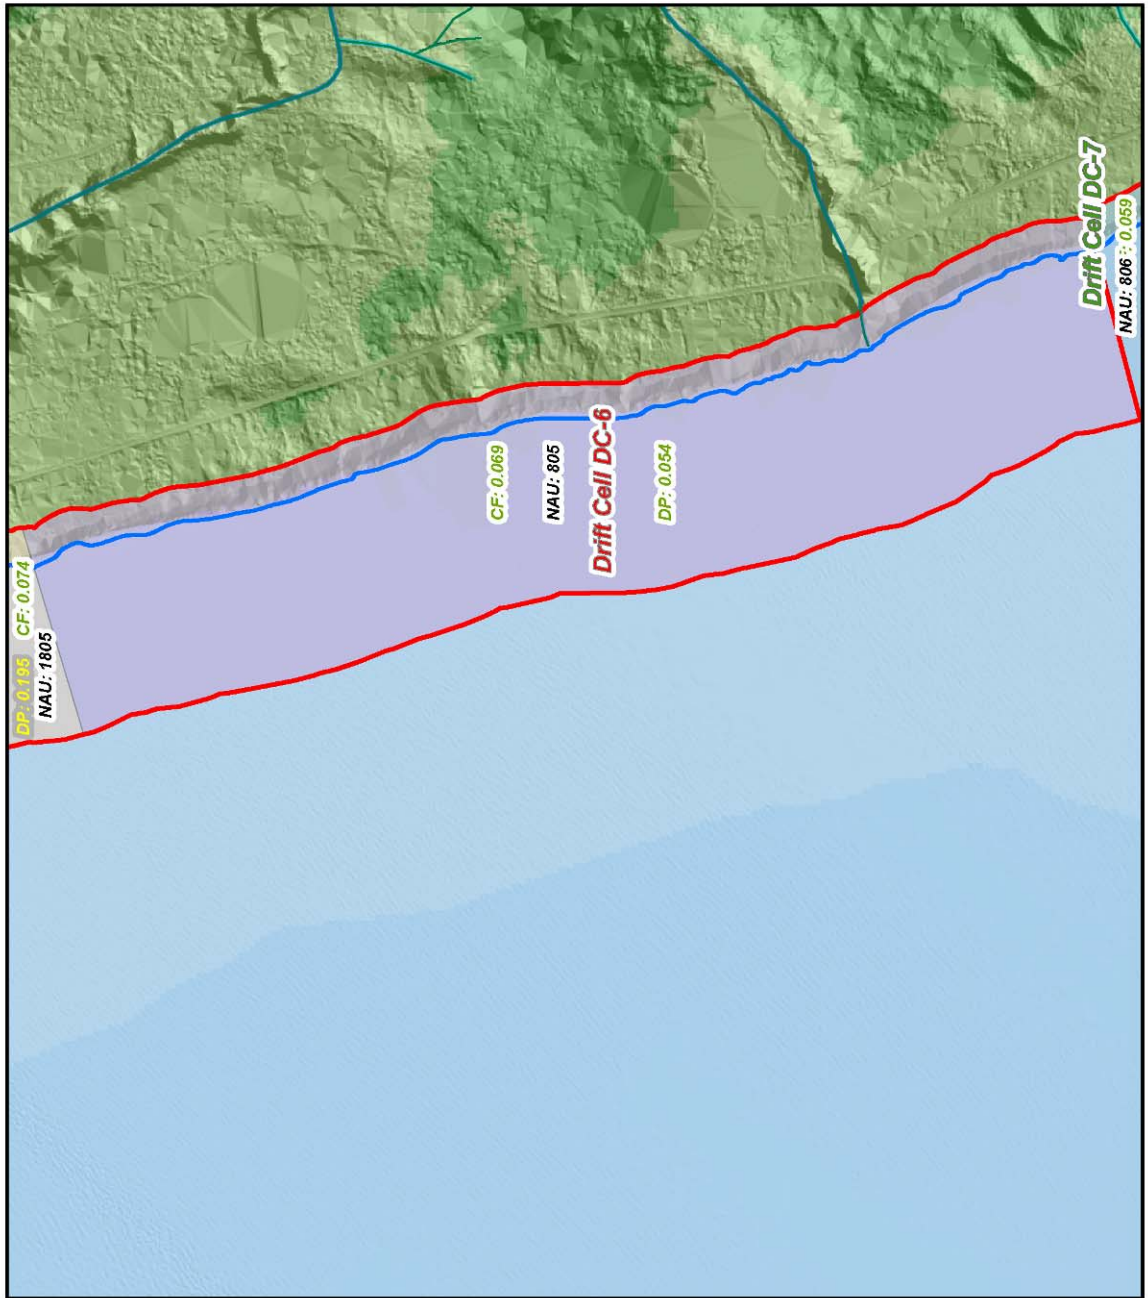 DP: 0.195 CF: 0.074
NAU: 1805
CF: 0.069
NAU: 805
Drift Cell DC-6
DP: 0.054
Drift Cell DC-7
NAU: 806 : 0.059